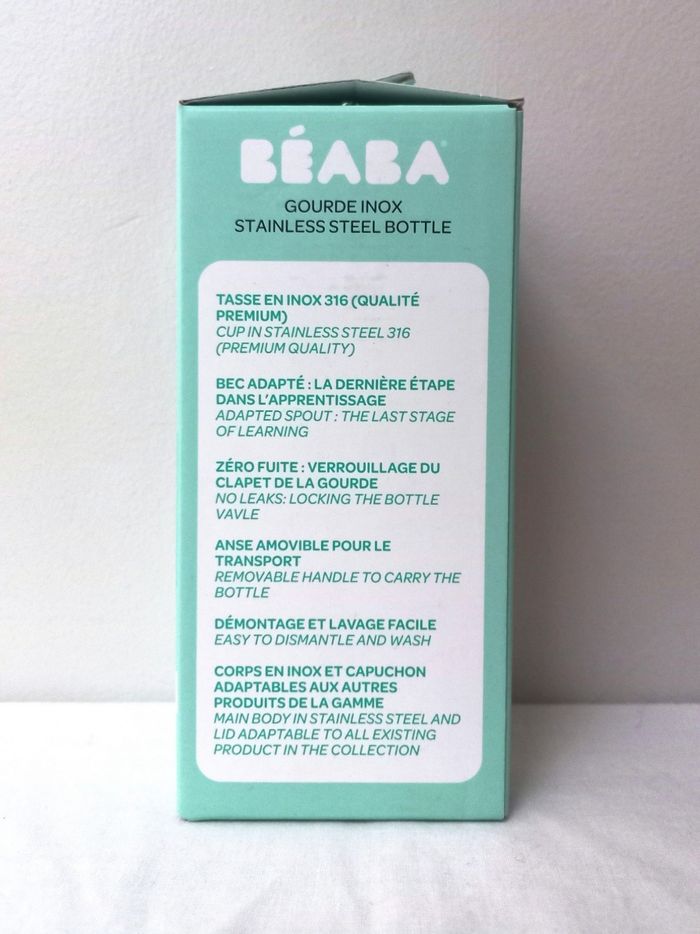 BÉABA
GOURDE INOX
STAINLESS STEEL BOTTLE
TASSE EN INOX 316 (QUALITÉ
PREMIUM)
CUP IN STAINLESS STEEL 316
(PREMIUM QUALITY)
BEC ADAPTÉ : LA DERNIÈRE ÉTAPE
DANS L'APPRENTISSAGE
ADAPTED SPOUT : THE LAST STAGE
OF LEARNING
ZÉRO FUITE : VERROUILLAGE DU
CLAPET DE LA GOURDE
NO LEAKS: LOCKING THE BOTTLE
VAVLE
ANSE AMOVIBLE POUR LE
TRANSPORT
REMOVABLE HANDLE TO CARRY THE
BOTTLE
DÉMONTAGE ET LAVAGE FACILE
EASY TO DISMANTLE AND WASH
CORPS EN INOX ET CAPUCHON
ADAPTABLES AUX AUTRES
PRODUITS DE LA GAMME
MAIN BODY IN STAINLESS STEEL AND
LID ADAPTABLE TO ALL EXISTING
PRODUCT IN THE COLLECTION